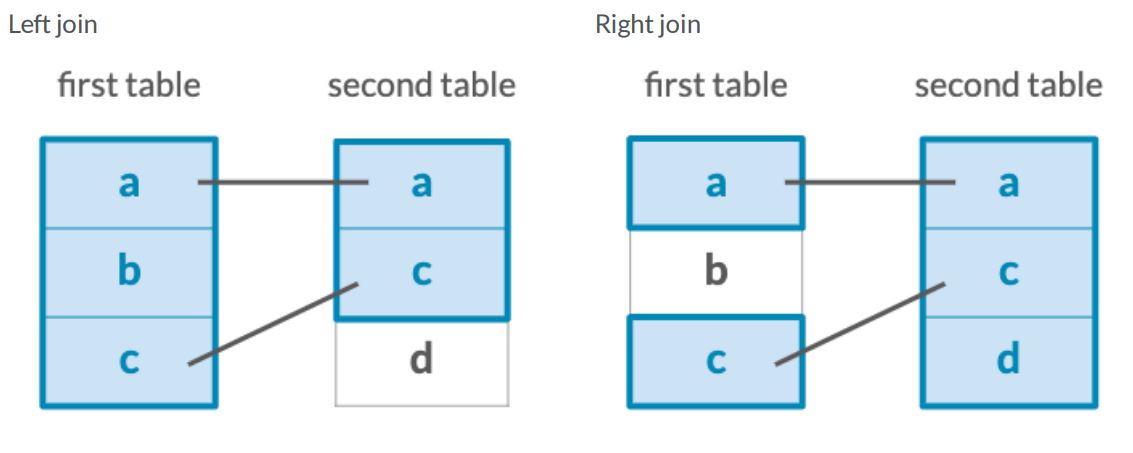 Left join
first table second table
a a
b c
c d
Right join
first table second table
a a
b c
c d